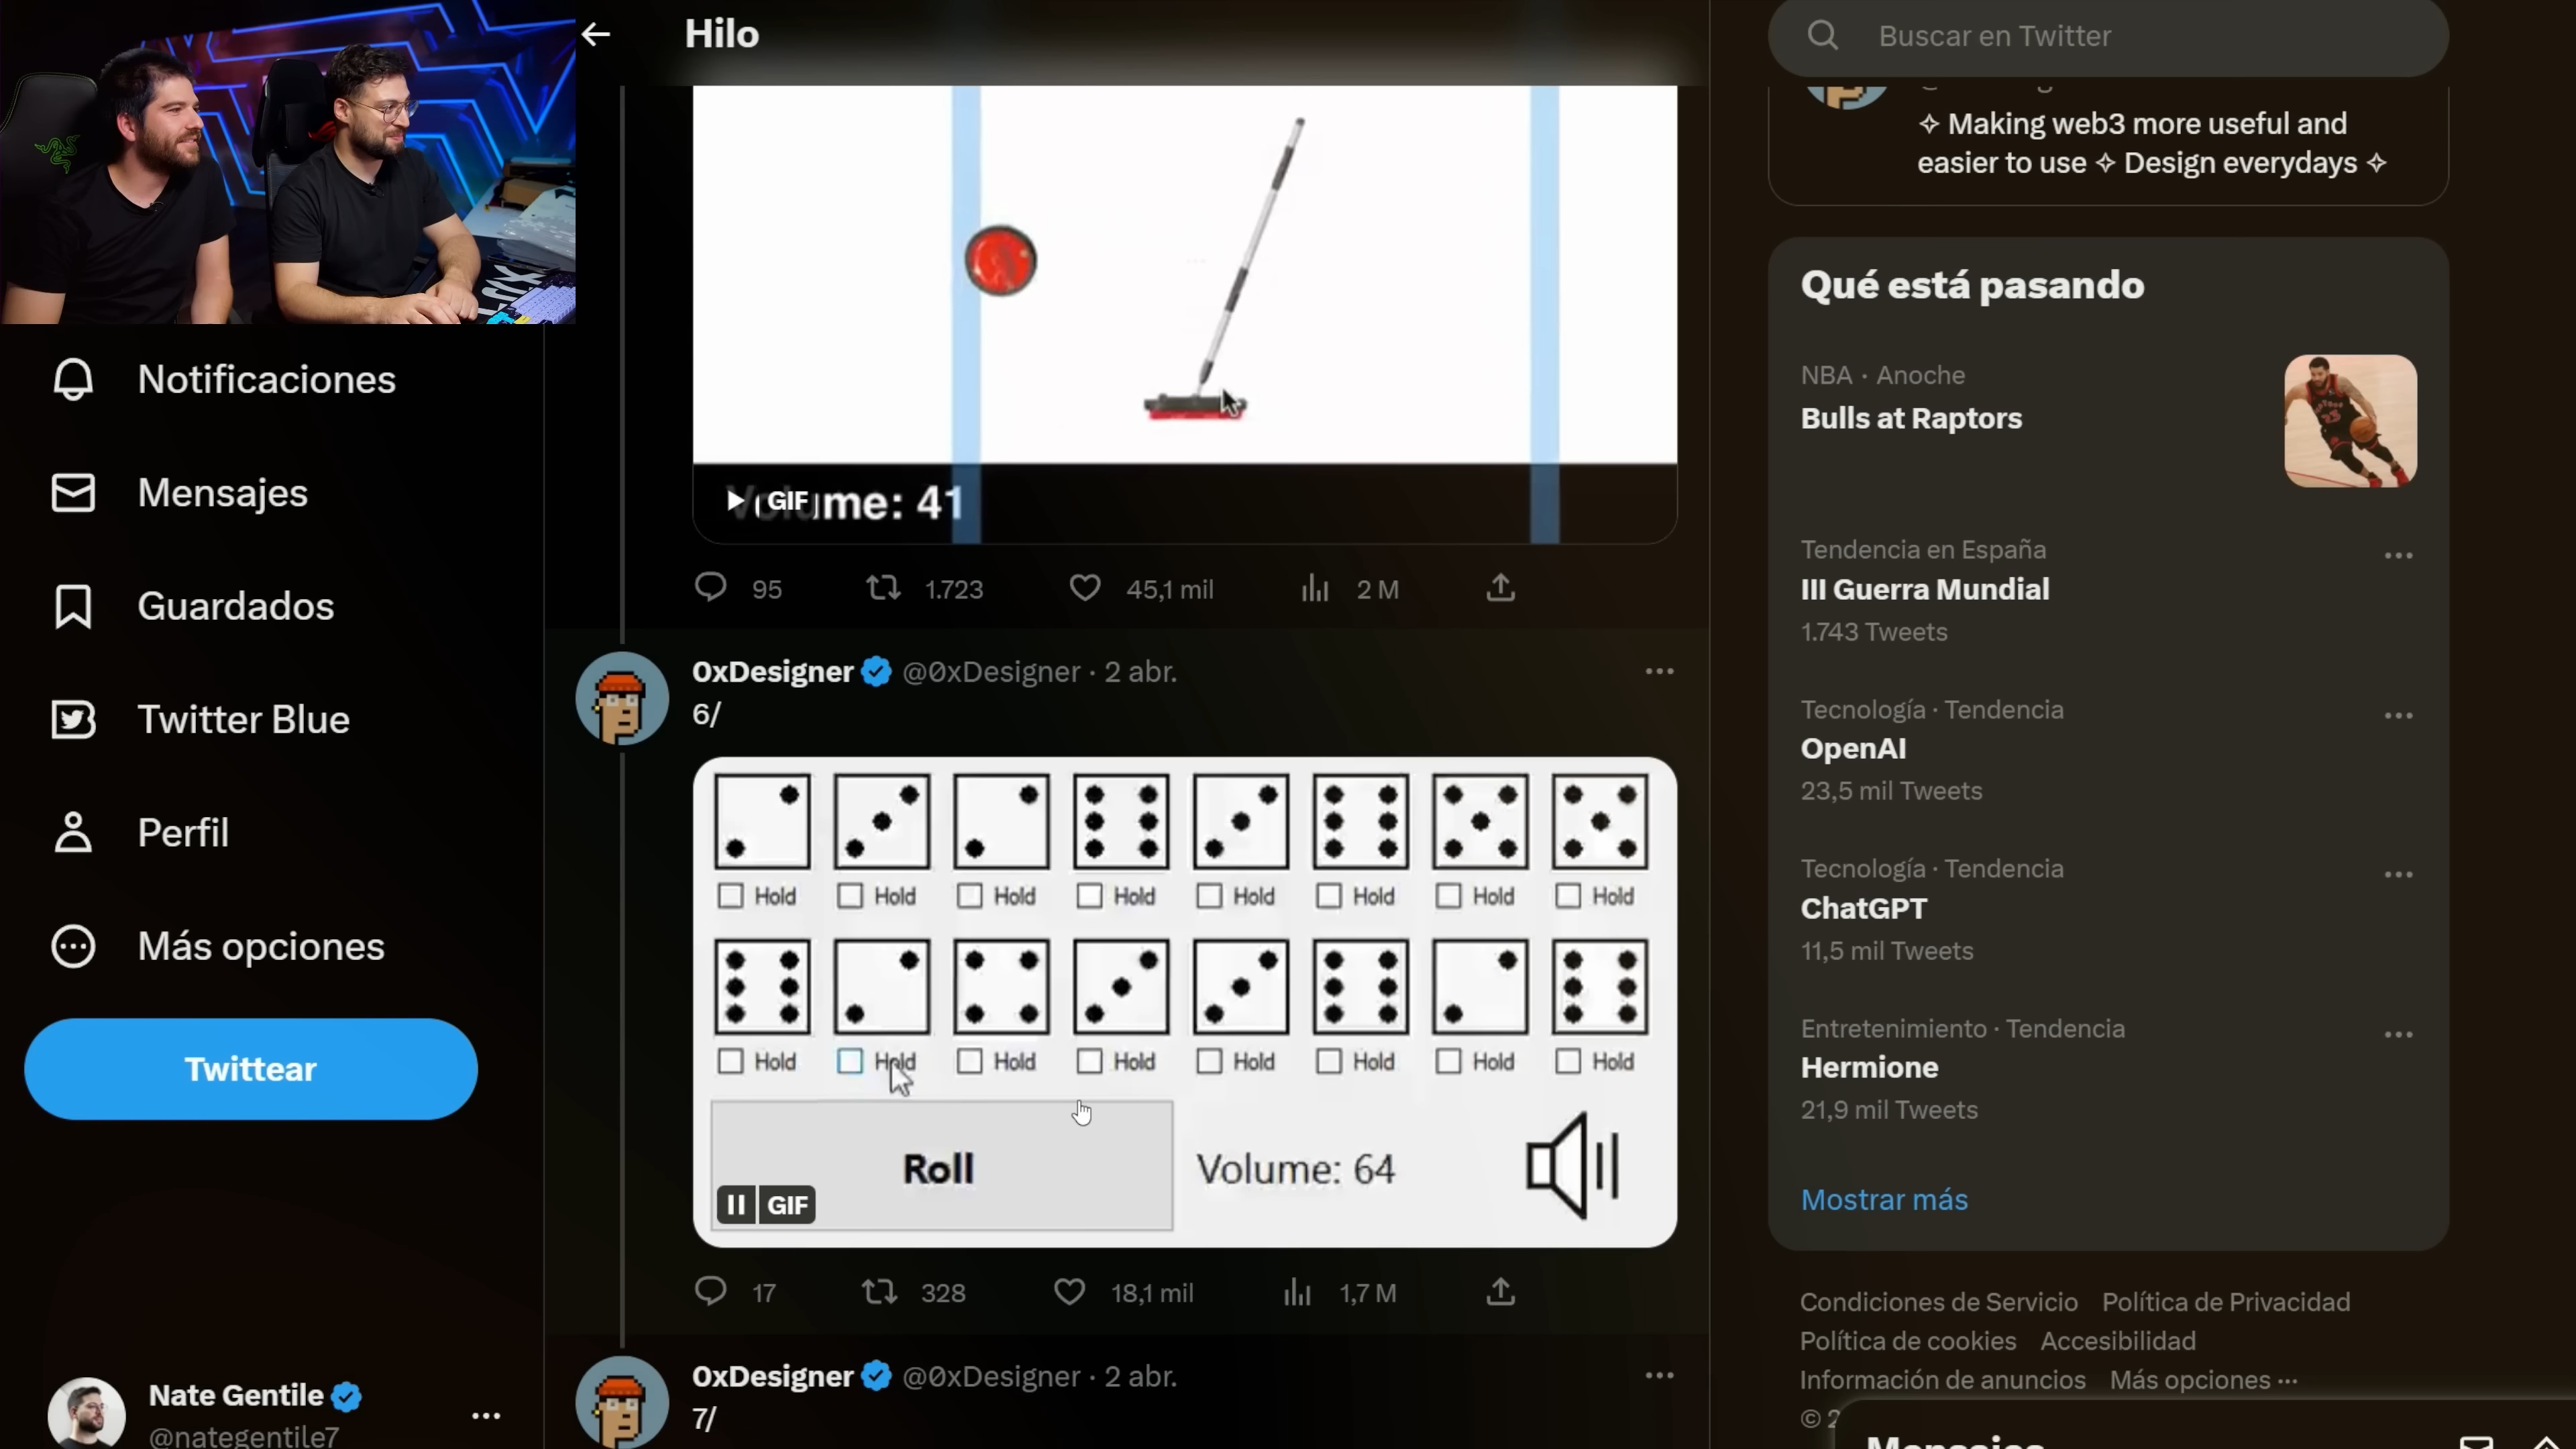 Hilo
Buscar en Twitter
✧ Making web3 more useful and
easier to use ✧ Design everydays ✧
Qué está pasando
NBA · Anoche
Bulls at Raptors
Tendencia en España
III Guerra Mundial
1.743 Tweets
Tecnología · Tendencia
OpenAI
23,5 mil Tweets
Tecnología · Tendencia
ChatGPT
11,5 mil Tweets
Entretenimiento · Tendencia
Hermione
21,9 mil Tweets
Mostrar más
Condiciones de Servicio Política de Privacidad
Política de cookies Accesibilidad
Información de anuncios Más opciones ···
©
Mensajes
Notificaciones
Mensajes
Guardados
Twitter Blue
Perfil
Más opciones
Twittear
Nate Gentile
@nategentile7
Volume: 41
GIF
95 1.723 45,1 mil 2 M
0xDesigner @0xDesigner · 2 abr.
6/
Hold Hold Hold Hold Hold Hold Hold Hold
Hold Hold Hold Hold Hold Hold Hold Hold
Roll Volume: 64
GIF
17 328 18,1 mil 1,7 M
0xDesigner @0xDesigner · 2 abr.
7/